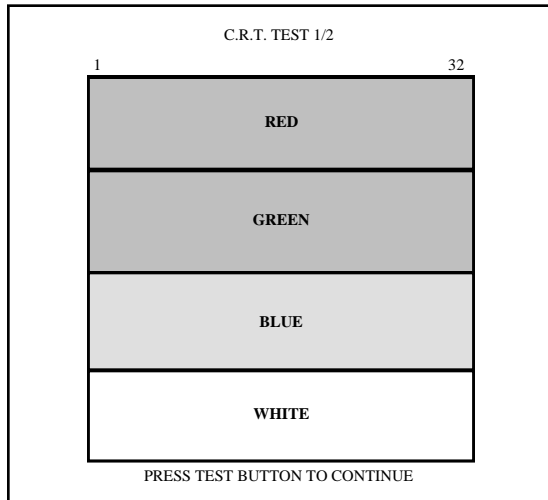 C.R.T. TEST 1/2
1 32
RED
GREEN
BLUE
WHITE
PRESS TEST BUTTON TO CONTINUE